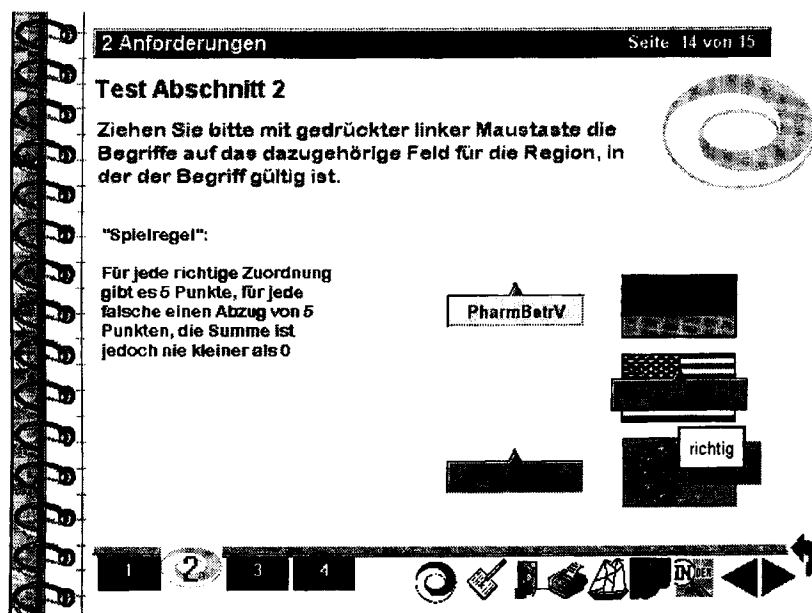 2 Anforderungen
Seite 14 von 15
Test Abschnitt 2
Ziehen Sie bitte mit gedrückter linker Maustaste die
Begriffe auf das dazugehörige Feld für die Region, in
der der Begriff gültig ist.
"Spielregel":
Für jede richtige Zuordnung
gibt es 5 Punkte, für jede
falsche einen Abzug von 5
Punkten, die Summe ist
jedoch nie kleiner als 0
PharmBetrV
richtig
1
2
3
4
INDEX